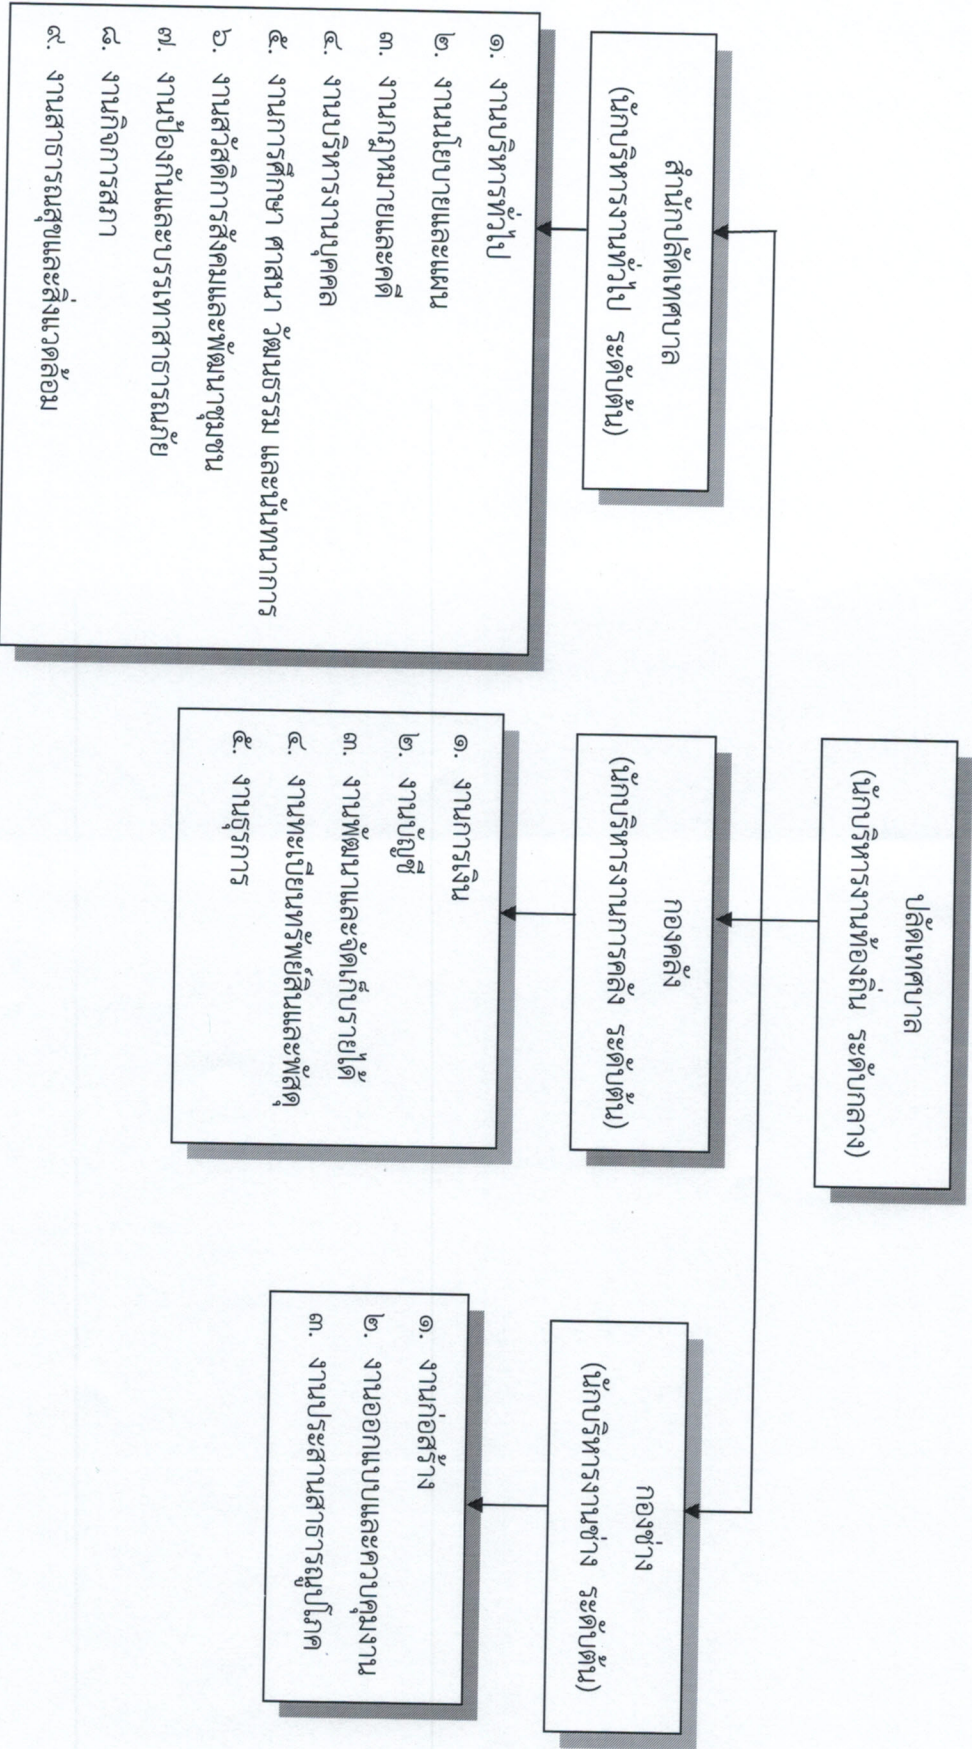 ปลัดเทศบาล
(นักบริหารงานท้องถิ่น ระดับกลาง)
สำนักปลัดเทศบาล
(นักบริหารงานทั่วไป ระดับต้น)
กองคลัง
(นักบริหารงานการคลัง ระดับต้น)
กองช่าง
(นักบริหารงานช่าง ระดับต้น)
๑. งานบริหารทั่วไป
๒. งานนโยบายและแผน
๓. งานกฎหมายและคดี
๔. งานบริหารงานบุคคล
๕. งานการศึกษา ศาสนา วัฒนธรรม และนันทนาการ
๖. งานสวัสดิการสังคมและพัฒนาชุมชน
๗. งานป้องกันและบรรเทาสาธารณภัย
๘. งานกิจการสภา
๙. งานสาธารณสุขและสิ่งแวดล้อม
๑. งานการเงิน
๒. งานบัญชี
๓. งานพัฒนาและจัดเก็บรายได้
๔. งานทะเบียนทรัพย์สินและพัสดุ
๕. งานธุรการ
๑. งานก่อสร้าง
๒. งานออกแบบและควบคุมงาน
๓. งานประสานสาธารณูปโภค